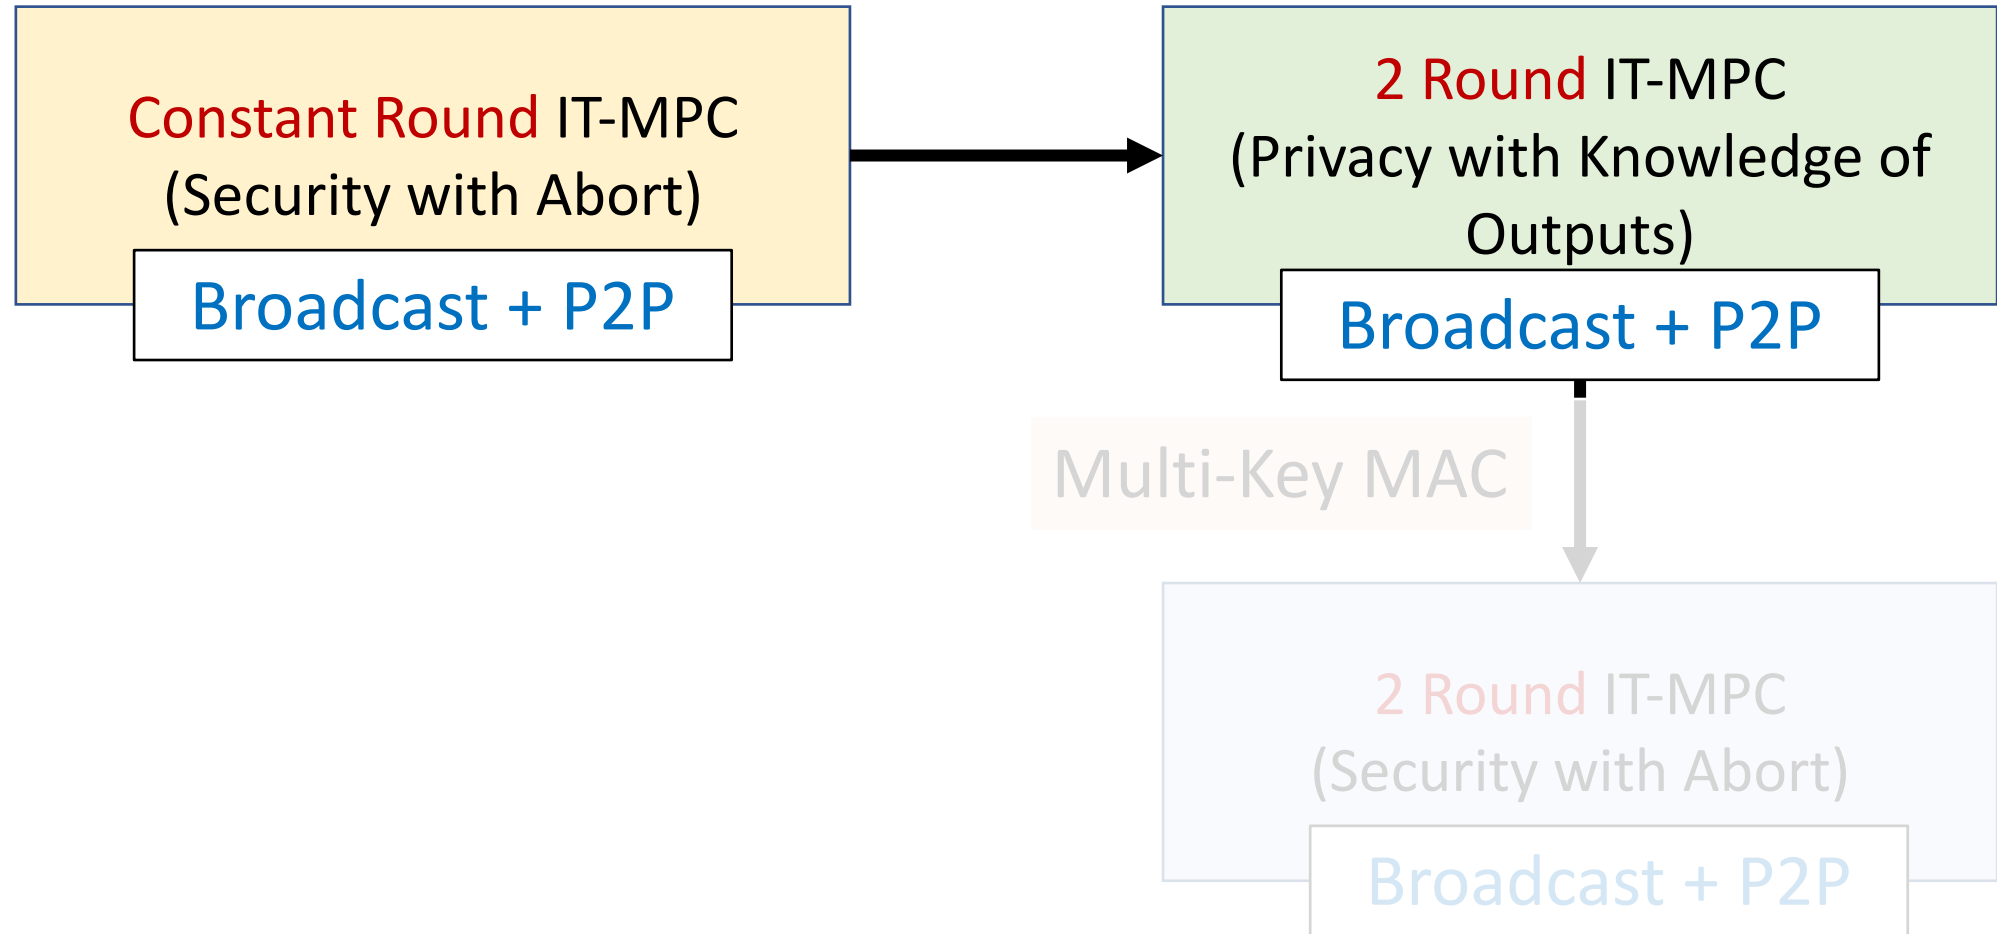 Constant Round IT-MPC
(Security with Abort)
Broadcast + P2P
2 Round IT-MPC
(Privacy with Knowledge of
Outputs)
Broadcast + P2P
Multi-Key MAC
2 Round IT-MPC
(Security with Abort)
Broadcast + P2P